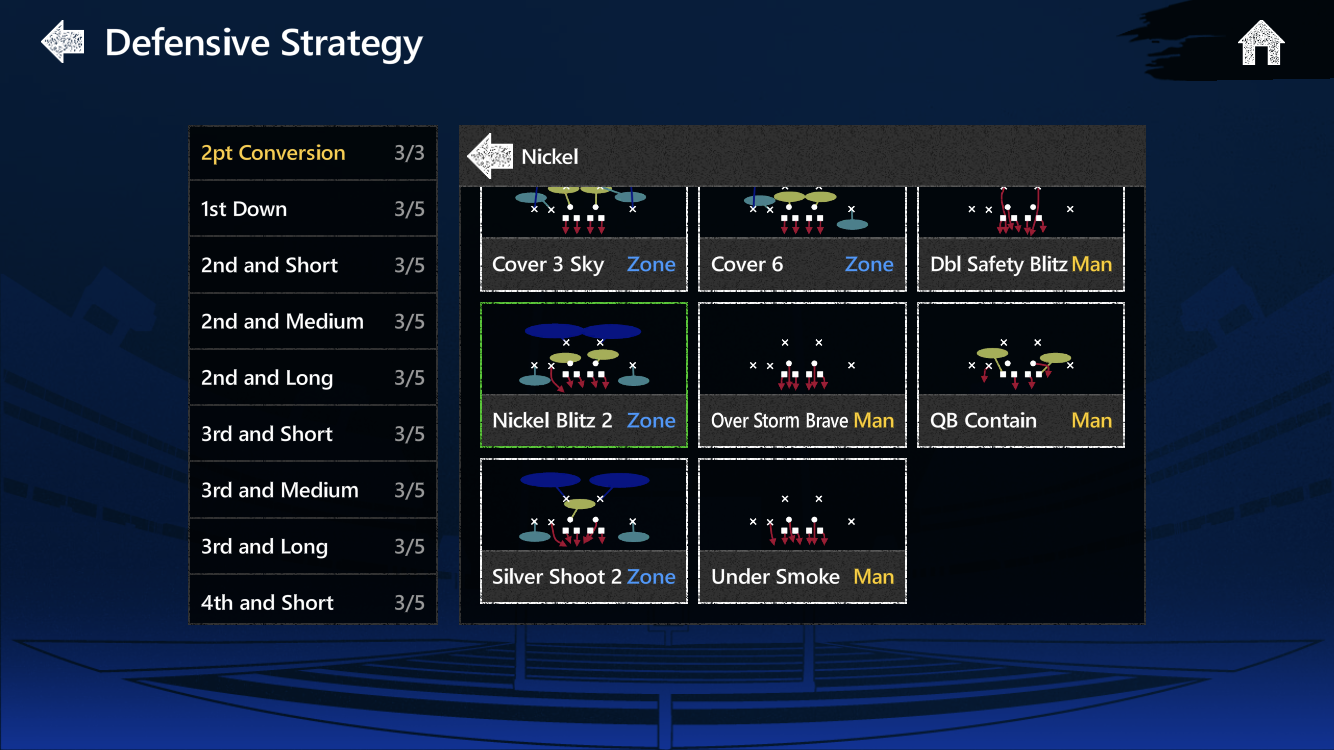 Defensive Strategy
2pt Conversion 3/3
1st Down 3/5
2nd and Short 3/5
2nd and Medium 3/5
2nd and Long 3/5
3rd and Short 3/5
3rd and Medium 3/5
3rd and Long 3/5
4th and Short 3/5
Nickel
Cover 3 Sky Zone
Cover 6 Zone
Dbl Safety Blitz Man
Nickel Blitz 2 Zone
Over Storm Brave Man
QB Contain Man
Silver Shoot 2 Zone
Under Smoke Man